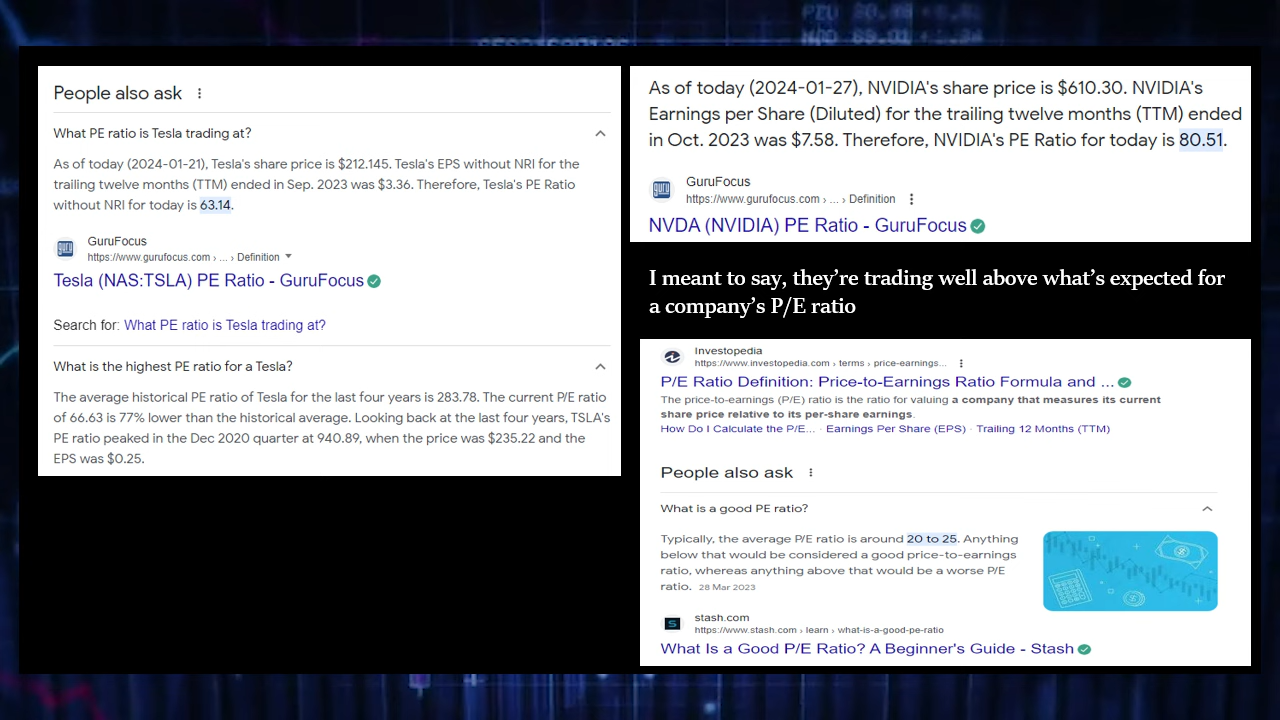 People also ask
What PE ratio is Tesla trading at?
As of today (2024-01-21), Tesla's share price is $212.145. Tesla's EPS without NRI for the
trailing twelve months (TTM) ended in Sep. 2023 was $3.36. Therefore, Tesla's PE Ratio
without NRI for today is 63.14.
guru
GuruFocus
https://www.gurufocus.com › ... › Definition
Tesla (NAS:TSLA) PE Ratio - GuruFocus
Search for: What PE ratio is Tesla trading at?
What is the highest PE ratio for a Tesla?
The average historical PE ratio of Tesla for the last four years is 283.78. The current P/E ratio
of 66.63 is 77% lower than the historical average. Looking back at the last four years, TSLA's
PE ratio peaked in the Dec 2020 quarter at 940.89, when the price was $235.22 and the
EPS was $0.25.
As of today (2024-01-27), NVIDIA's share price is $610.30. NVIDIA's
Earnings per Share (Diluted) for the trailing twelve months (TTM) ended
in Oct. 2023 was $7.58. Therefore, NVIDIA's PE Ratio for today is 80.51.
guru
GuruFocus
https://www.gurufocus.com › ... › Definition
NVDA (NVIDIA) PE Ratio - GuruFocus
I meant to say, they're trading well above what's expected for
a company's P/E ratio
Investopedia
https://www.investopedia.com › terms › price-earnings...
P/E Ratio Definition: Price-to-Earnings Ratio Formula and ...
The price-to-earnings (P/E) ratio is the ratio for valuing a company that measures its current
share price relative to its per-share earnings.
How Do I Calculate the P/E... · Earnings Per Share (EPS) · Trailing 12 Months (TTM)
People also ask
What is a good PE ratio?
Typically, the average P/E ratio is around 20 to 25. Anything
below that would be considered a good price-to-earnings
ratio, whereas anything above that would be a worse P/E
ratio. 28 Mar 2023
S
stash.com
https://www.stash.com › learn › what-is-a-good-pe-ratio
What Is a Good P/E Ratio? A Beginner's Guide - Stash